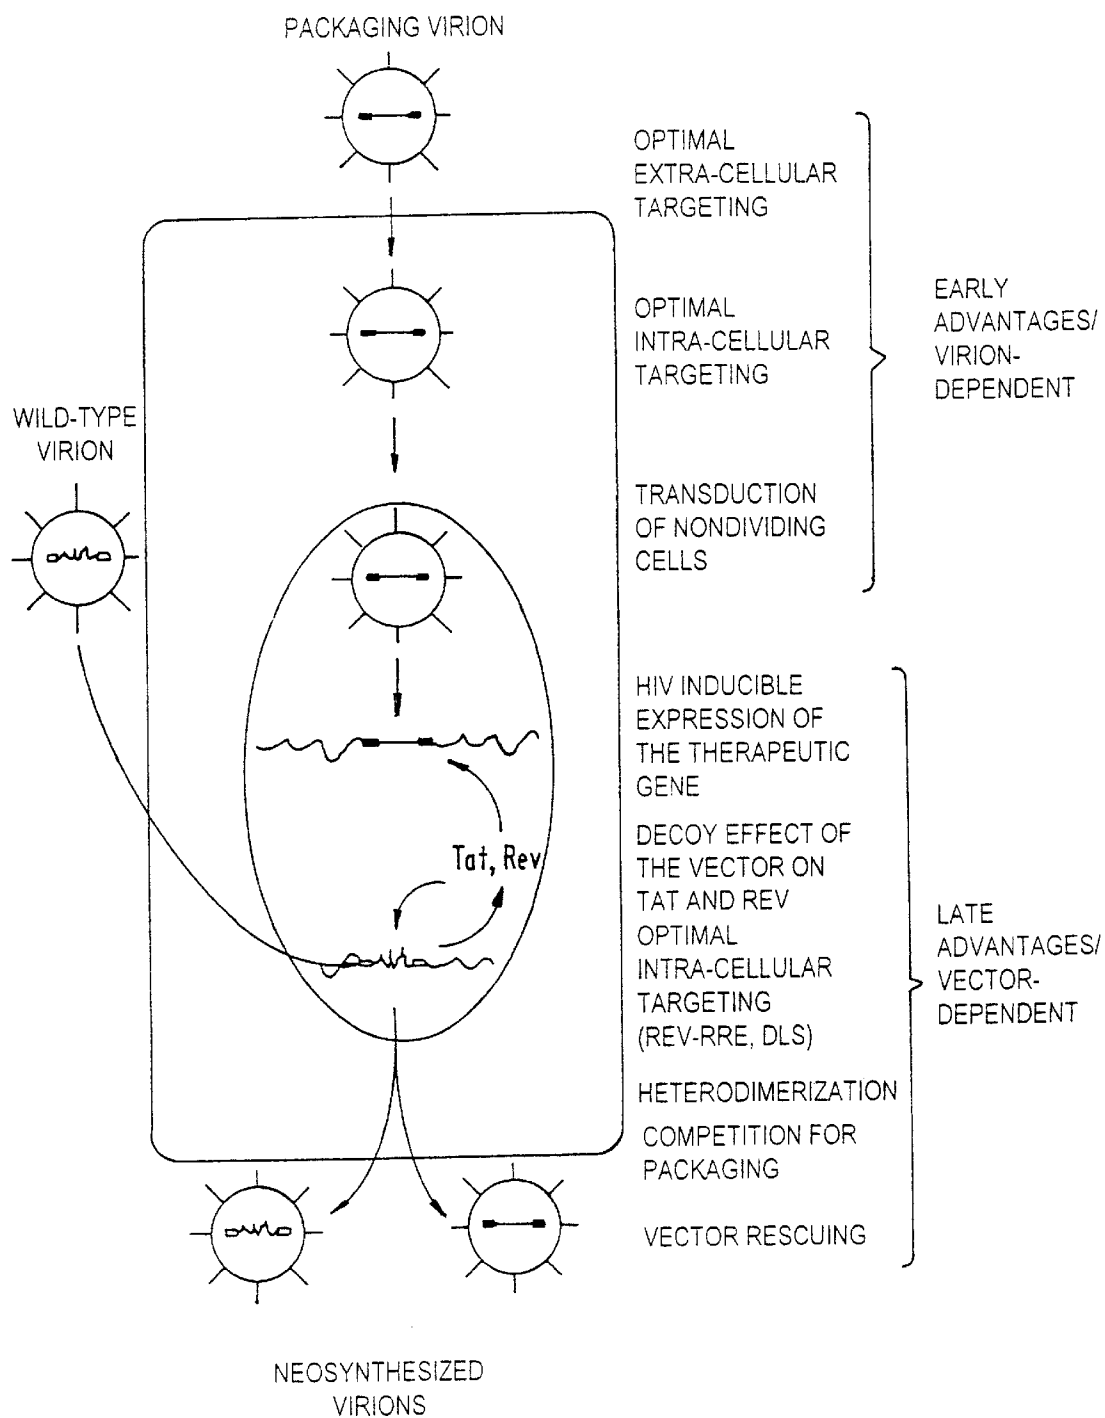 PACKAGING VIRION
OPTIMAL
EXTRA-CELLULAR
TARGETING
OPTIMAL
INTRA-CELLULAR
TARGETING
EARLY
ADVANTAGES/
VIRION-
DEPENDENT
WILD-TYPE
VIRION
TRANSDUCTION
OF NONDIVIDING
CELLS
HIV INDUCIBLE
EXPRESSION OF
THE THERAPEUTIC
GENE
Tat, Rev
DECOY EFFECT OF
THE VECTOR ON
TAT AND REV
OPTIMAL
INTRA-CELLULAR
TARGETING
(REV-RRE, DLS)
LATE
ADVANTAGES/
VECTOR-
DEPENDENT
HETERODIMERIZATION
COMPETITION FOR
PACKAGING
VECTOR RESCUING
NEOSYNTHESIZED
VIRIONS